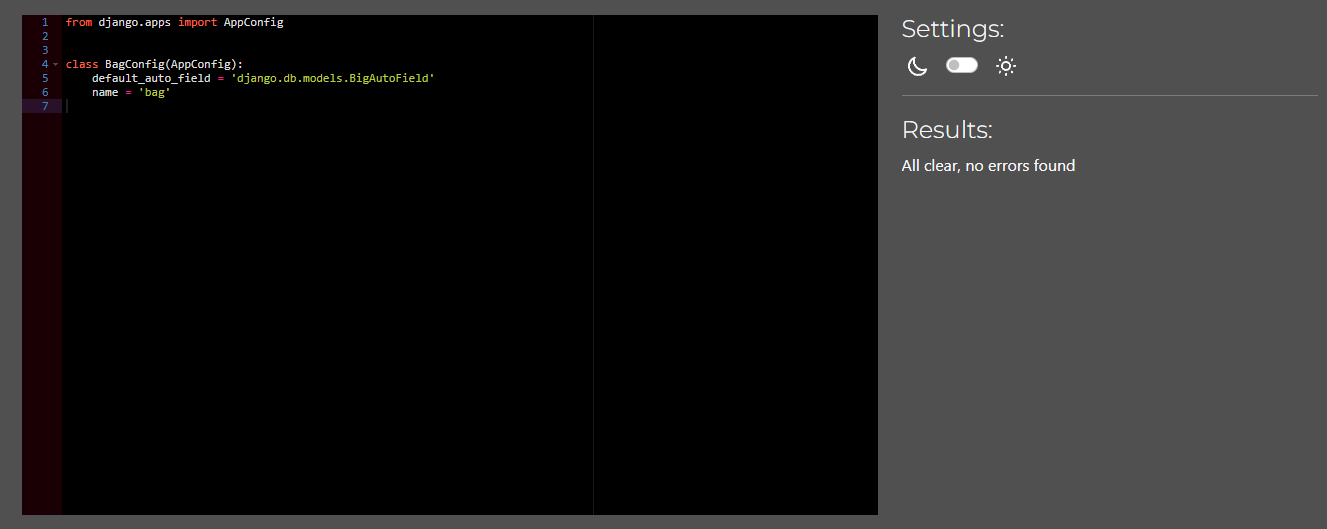 1 from django.apps import AppConfig
2
3
4 class BagConfig(AppConfig):
5     default_auto_field = 'django.db.models.BigAutoField'
6     name = 'bag'
7
Settings:
Results:
All clear, no errors found